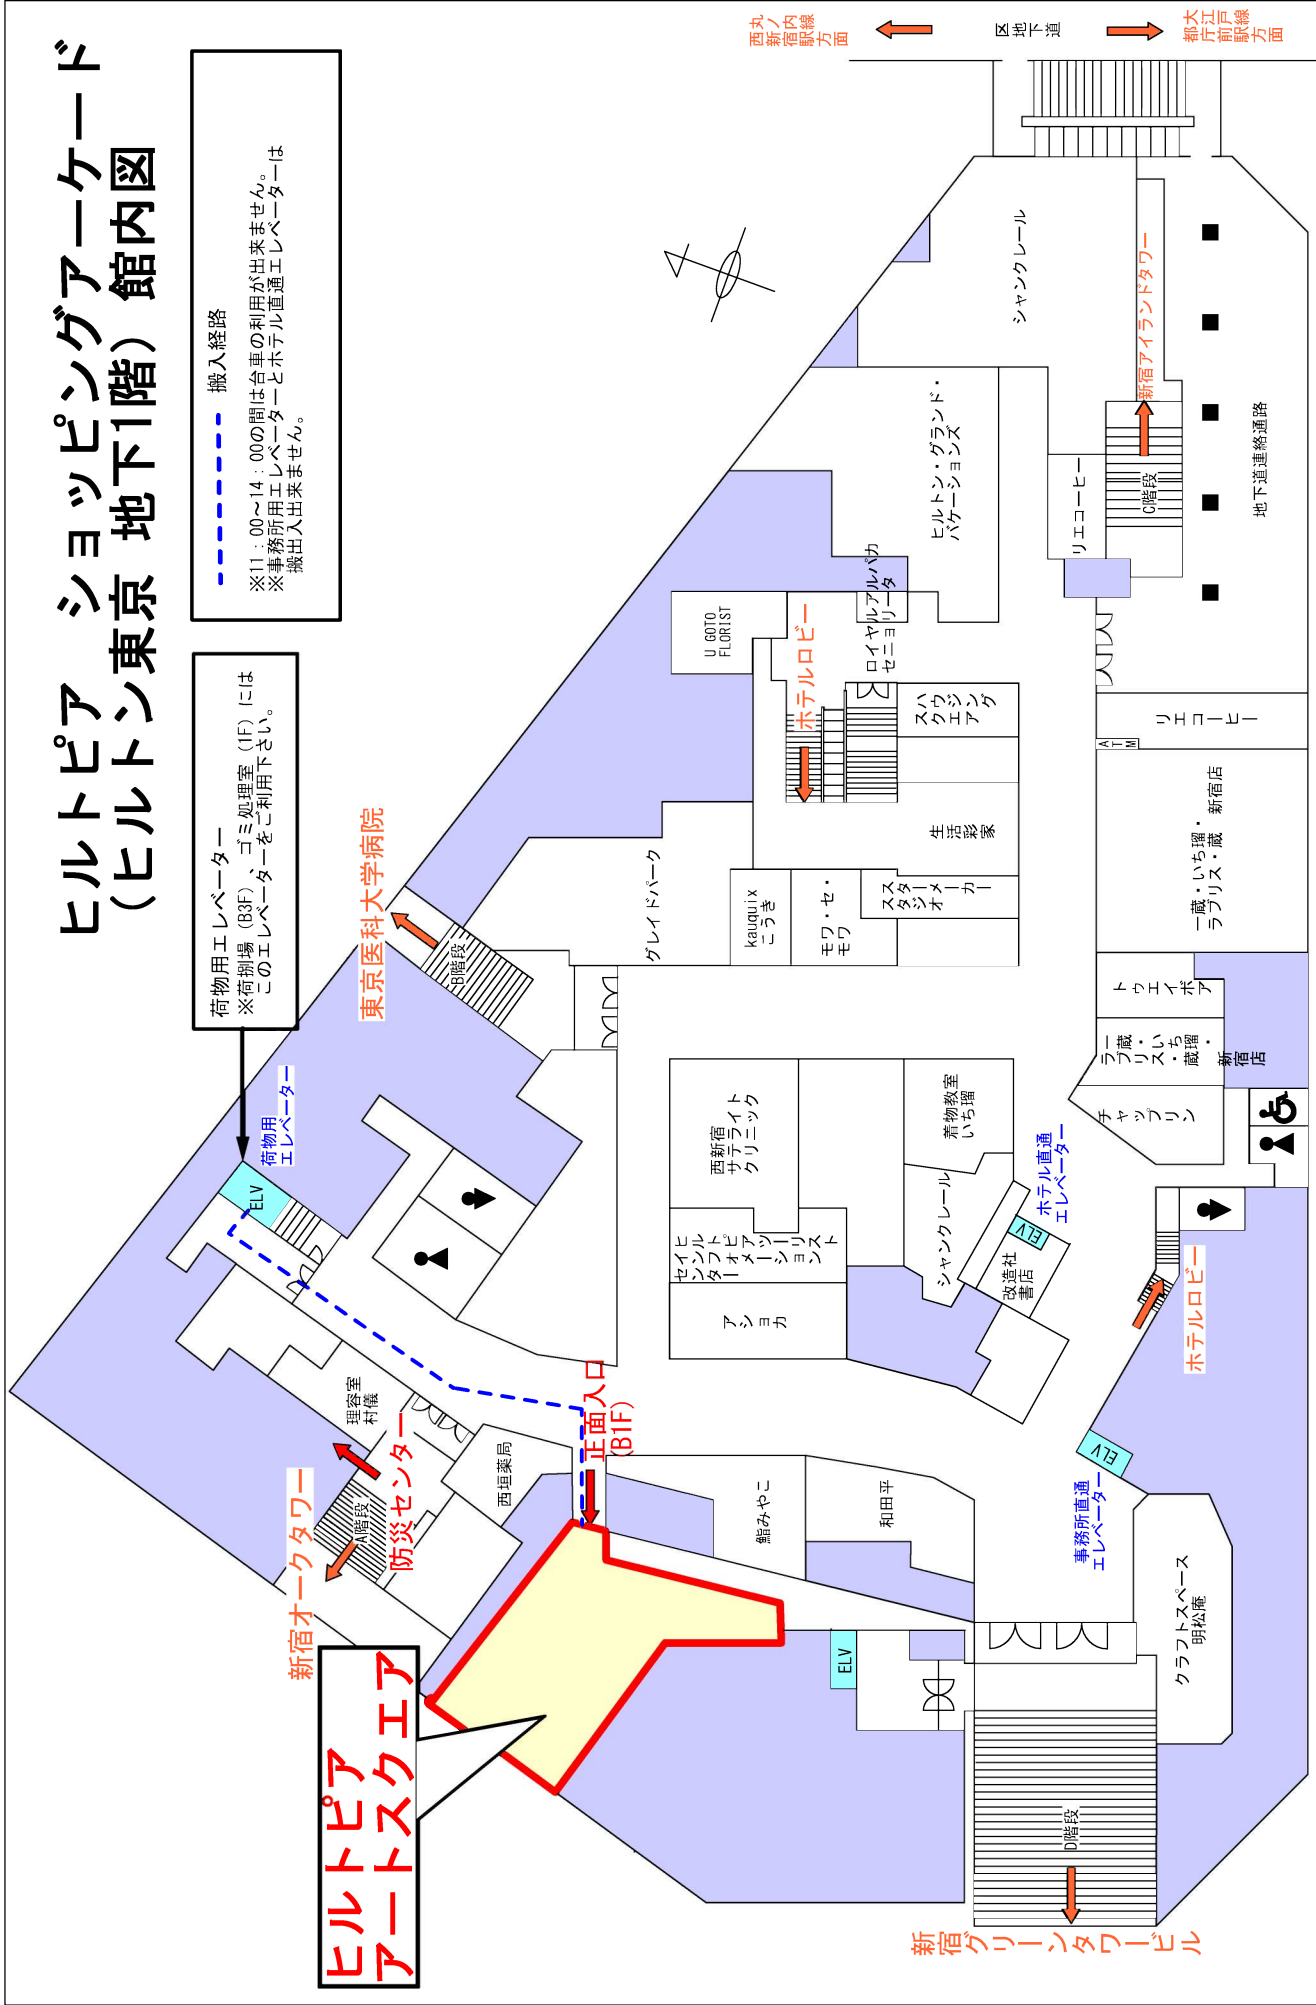 ヒルトピア　ショッピングアーケード
（ヒルトン東京 地下1階）館内図
搬入経路
※11：00〜14：00の間は台車の利用が出来ません。
※事務所用エレベーターとホテル直通エレベーターは
搬出入出来ません。
荷物用エレベーター
※荷捌場（B3F）、ゴミ処理室（1F）には
このエレベーターをご利用下さい。
荷物用
エレベーター
ELV
東京医科大学病院
B階段
新宿オークタワー
A階段
防災センター
理容室
村儀
西垣薬局
正面入口
(B1F)
ヒルトピア
アートスクエア
グレイドパーク
U GOTO
FLORIST
ホテルロビー
ロイヤルアルパカ
セニョリータ
ヒルトン・グランド・
バケーションズ
シャンクレール
丸ノ内線
西新宿駅
方面
区地下道
大江戸線
都庁前駅
方面
新宿アイランドタワー
C階段
リエコーヒー
地下道連絡通路
ハウジング
スクエア
生活彩家
スターメーカー
スタジオ
kauquix
こうき
モワ・セ・
モワ
リエコーヒー
ATM
一蔵・いち瑠・
ラブリス・蔵　新宿店
トゥエイボア
一蔵・いち瑠・
ラブリス・蔵　新宿店
チャップリン
西新宿
サテライト
クリニック
ヒルトピアツーリスト
インフォメーション
センター
アショカ
着物教室
いち瑠
シャンクレール
ホテル直通
エレベーター
ELV
改造社
書店
ホテルロビー
ELV
事務所直通
エレベーター
鮨みやこ
和田平
クラフトスペース
明松庵
ELV
D階段
新宿グリーンタワービル